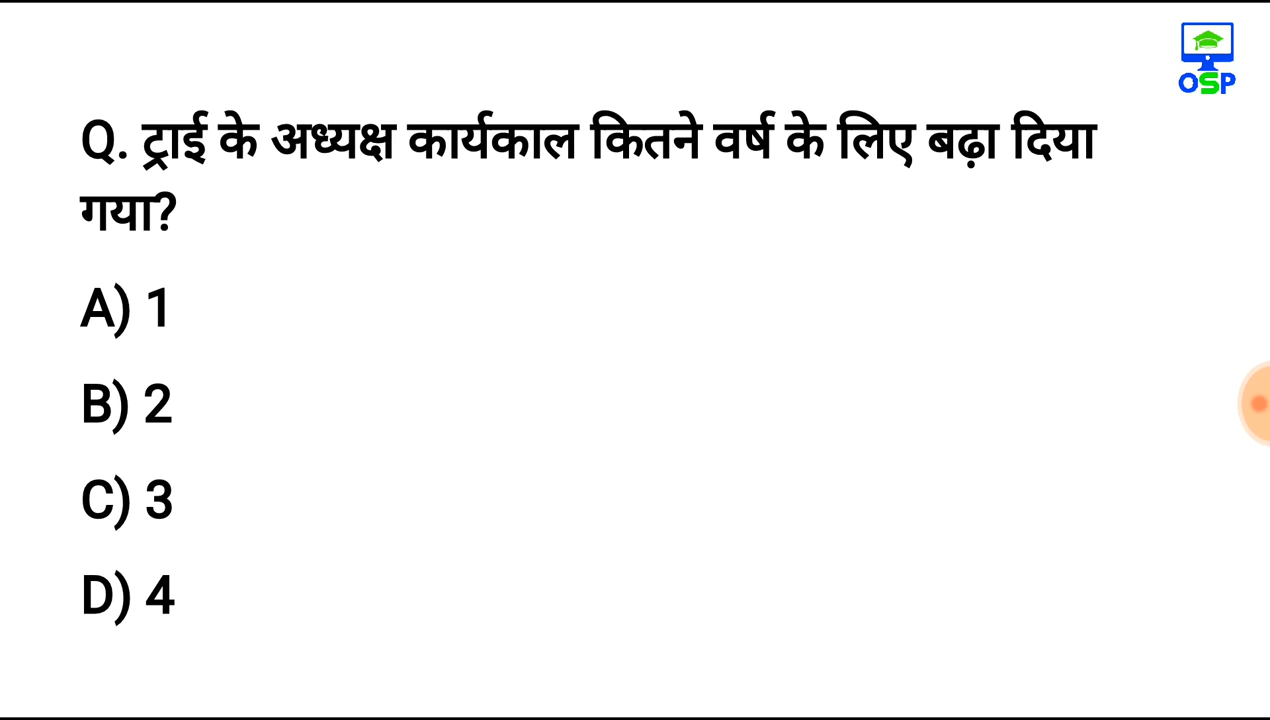 OSP
Q. ट्राई के अध्यक्ष कार्यकाल कितने वर्ष के लिए बढ़ा दिया
गया?
A) 1
B) 2
C) 3
D) 4